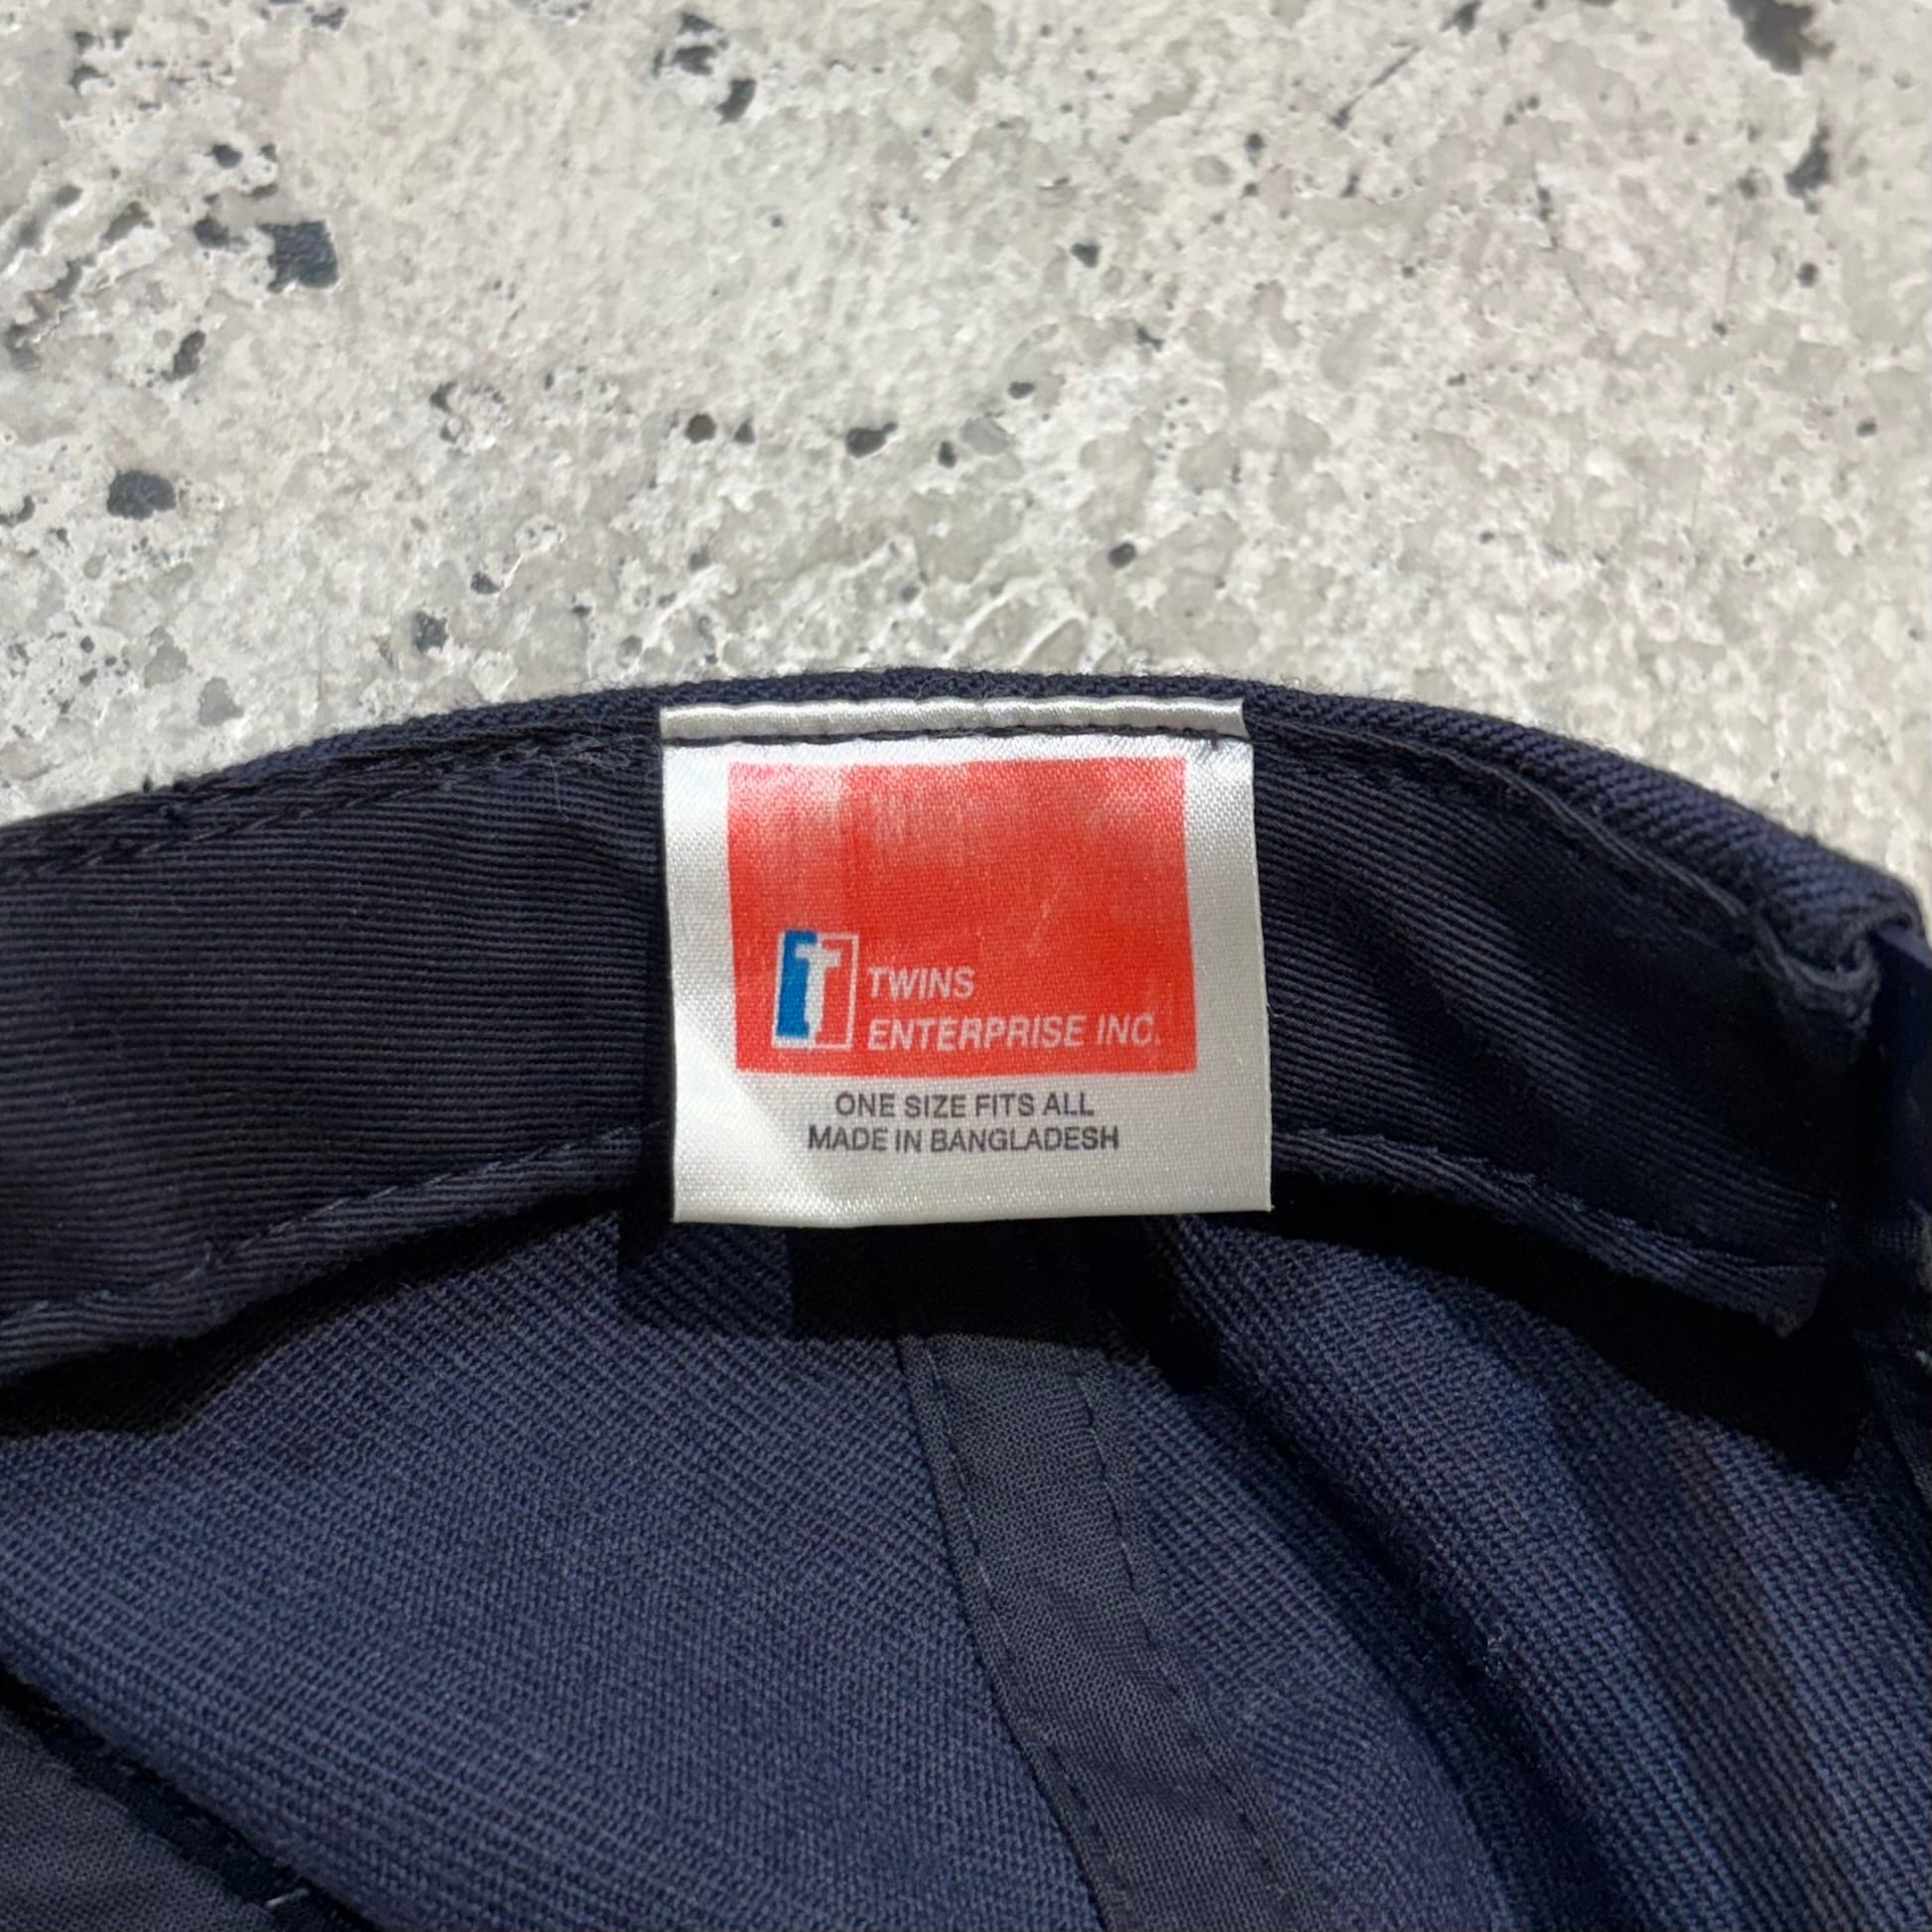 TWINS
ENTERPRISE INC.
ONE SIZE FITS ALL
MADE IN BANGLADESH